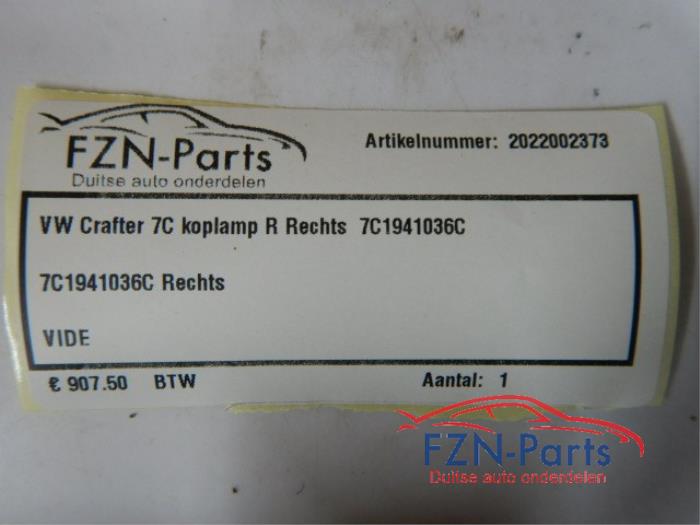 FZN-Parts
Duitse auto onderdelen
Artikelnummer: 2022002373
VW Crafter 7C koplamp R Rechts 7C1941036C
7C1941036C Rechts
VIDE
€ 907.50 BTW
Aantal: 1
FZN-Parts
Duitse auto onderdelen